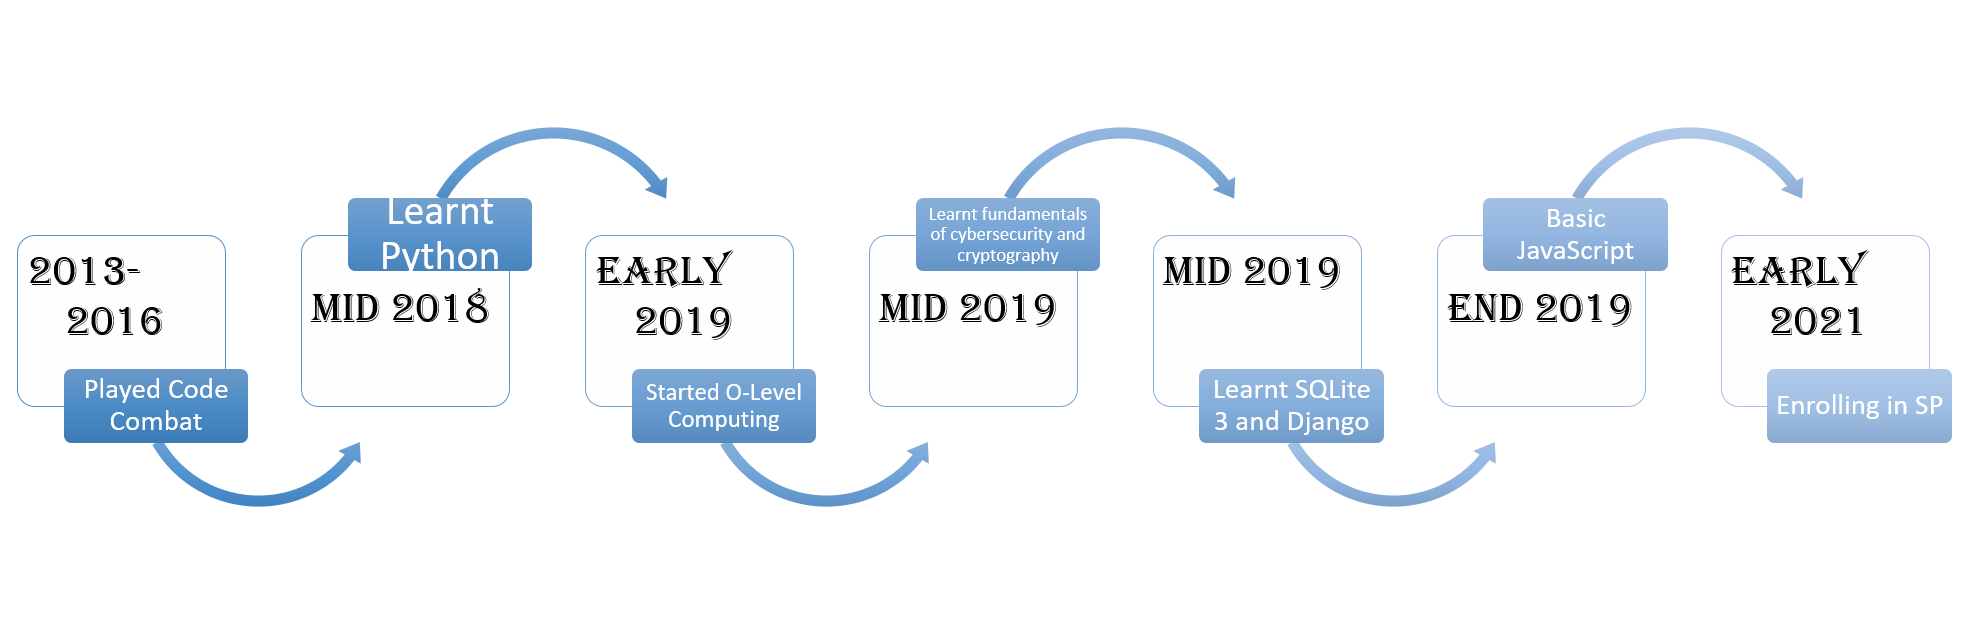 2013-
2016
Played Code
Combat
Learnt
Python
MID 2018
EARLY
2019
Started O-Level
Computing
Learnt fundamentals
of cybersecurity and
cryptography
MID 2019
MID 2019
Learnt SQLite
3 and Django
Basic
JavaScript
END 2019
EARLY
2021
Enrolling in SP